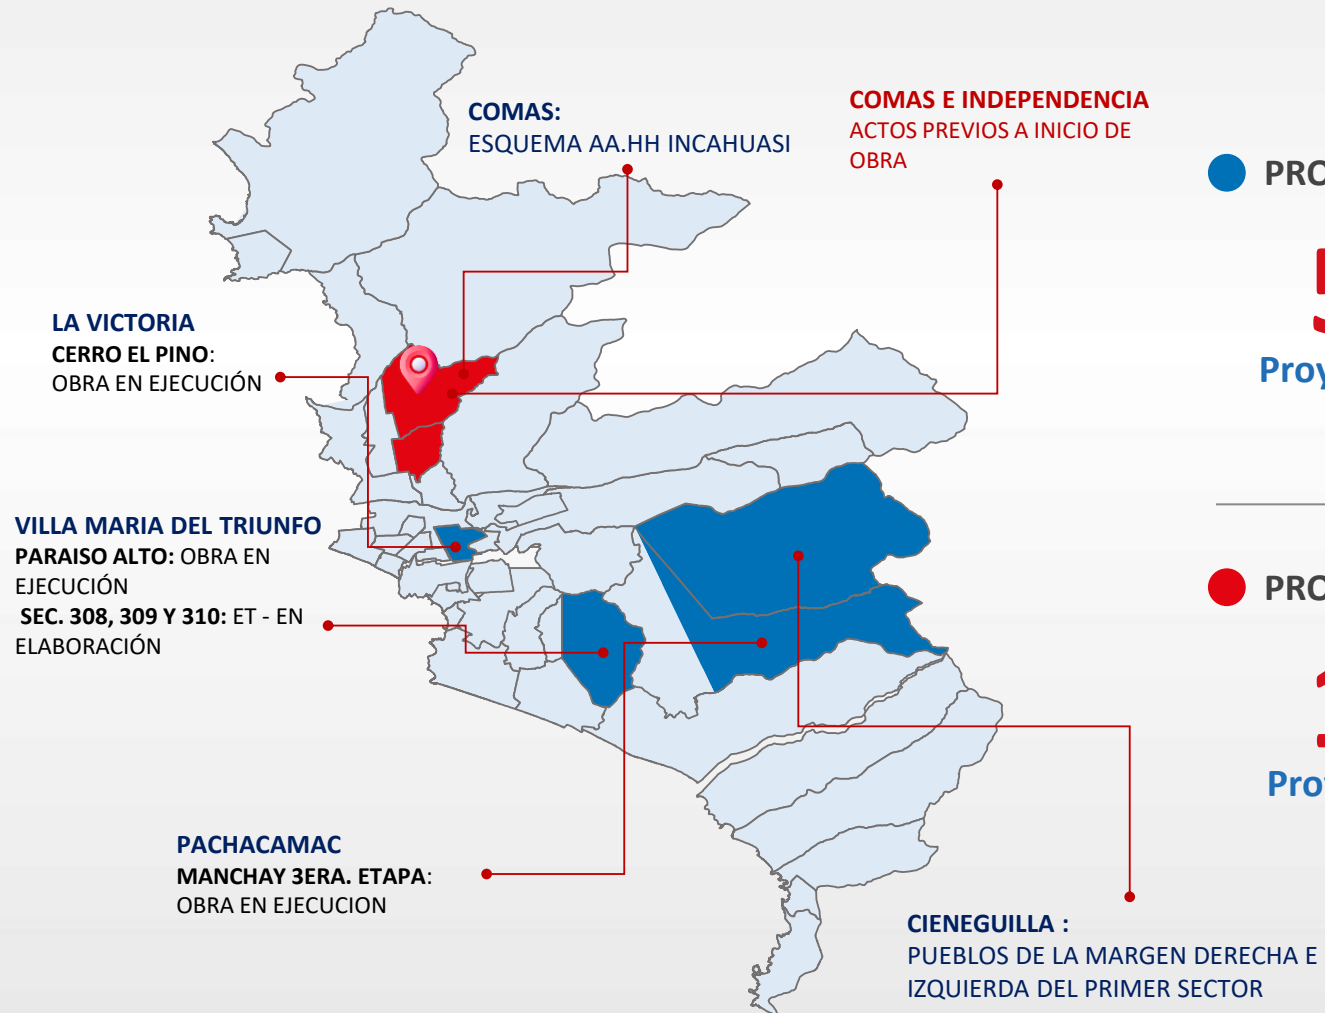 COMAS:
ESQUEMA AA.HH INCAHUASI
COMAS E INDEPENDENCIA
ACTOS PREVIOS A INICIO DE
OBRA
LA VICTORIA
CERRO EL PINO:
OBRA EN EJECUCIÓN
VILLA MARIA DEL TRIUNFO
PARAISO ALTO: OBRA EN
EJECUCIÓN
SEC. 308, 309 Y 310: ET - EN
ELABORACIÓN
PACHACAMAC
MANCHAY 3ERA. ETAPA:
OBRA EN EJECUCION
CIENEGUILLA :
PUEBLOS DE LA MARGEN DERECHA E
IZQUIERDA DEL PRIMER SECTOR
PRO
Proy
PRO